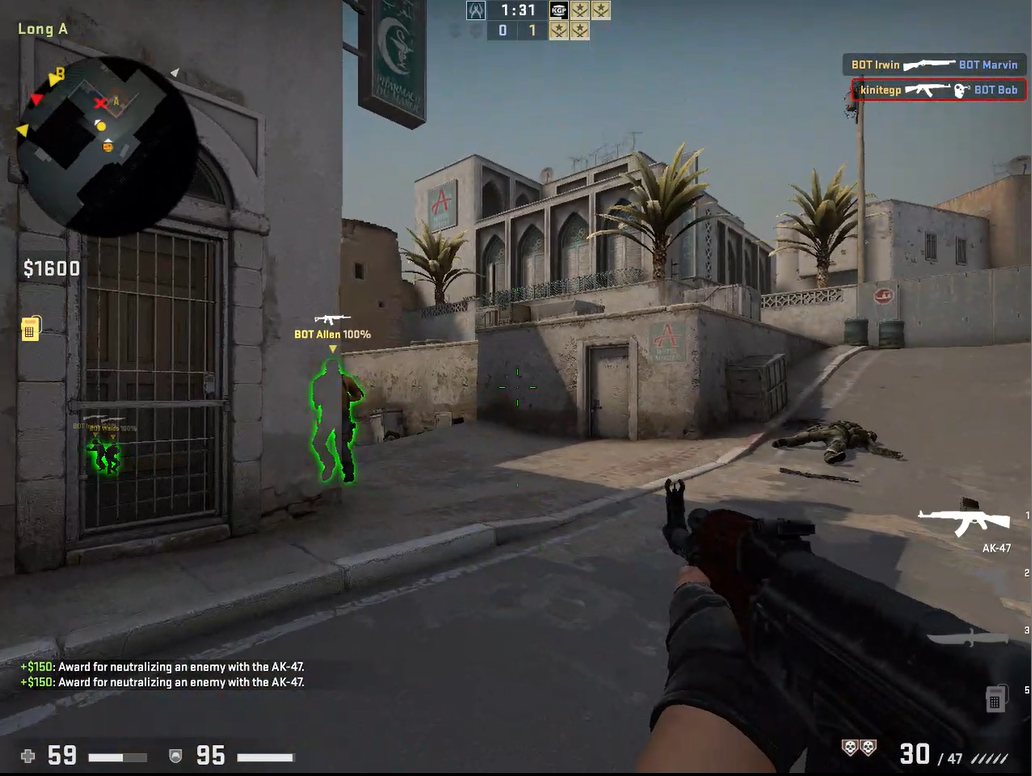 Long A
1:31
KGP
0 1
BOT Irwin BOT Marvin
kinitegp BOT Bob
B
A
$1600
BOT Allen 100%
A
A
1
AK-47
2
3
5
+$150: Award for neutralizing an enemy with the AK-47.
+$150: Award for neutralizing an enemy with the AK-47.
59 95
30 / 47